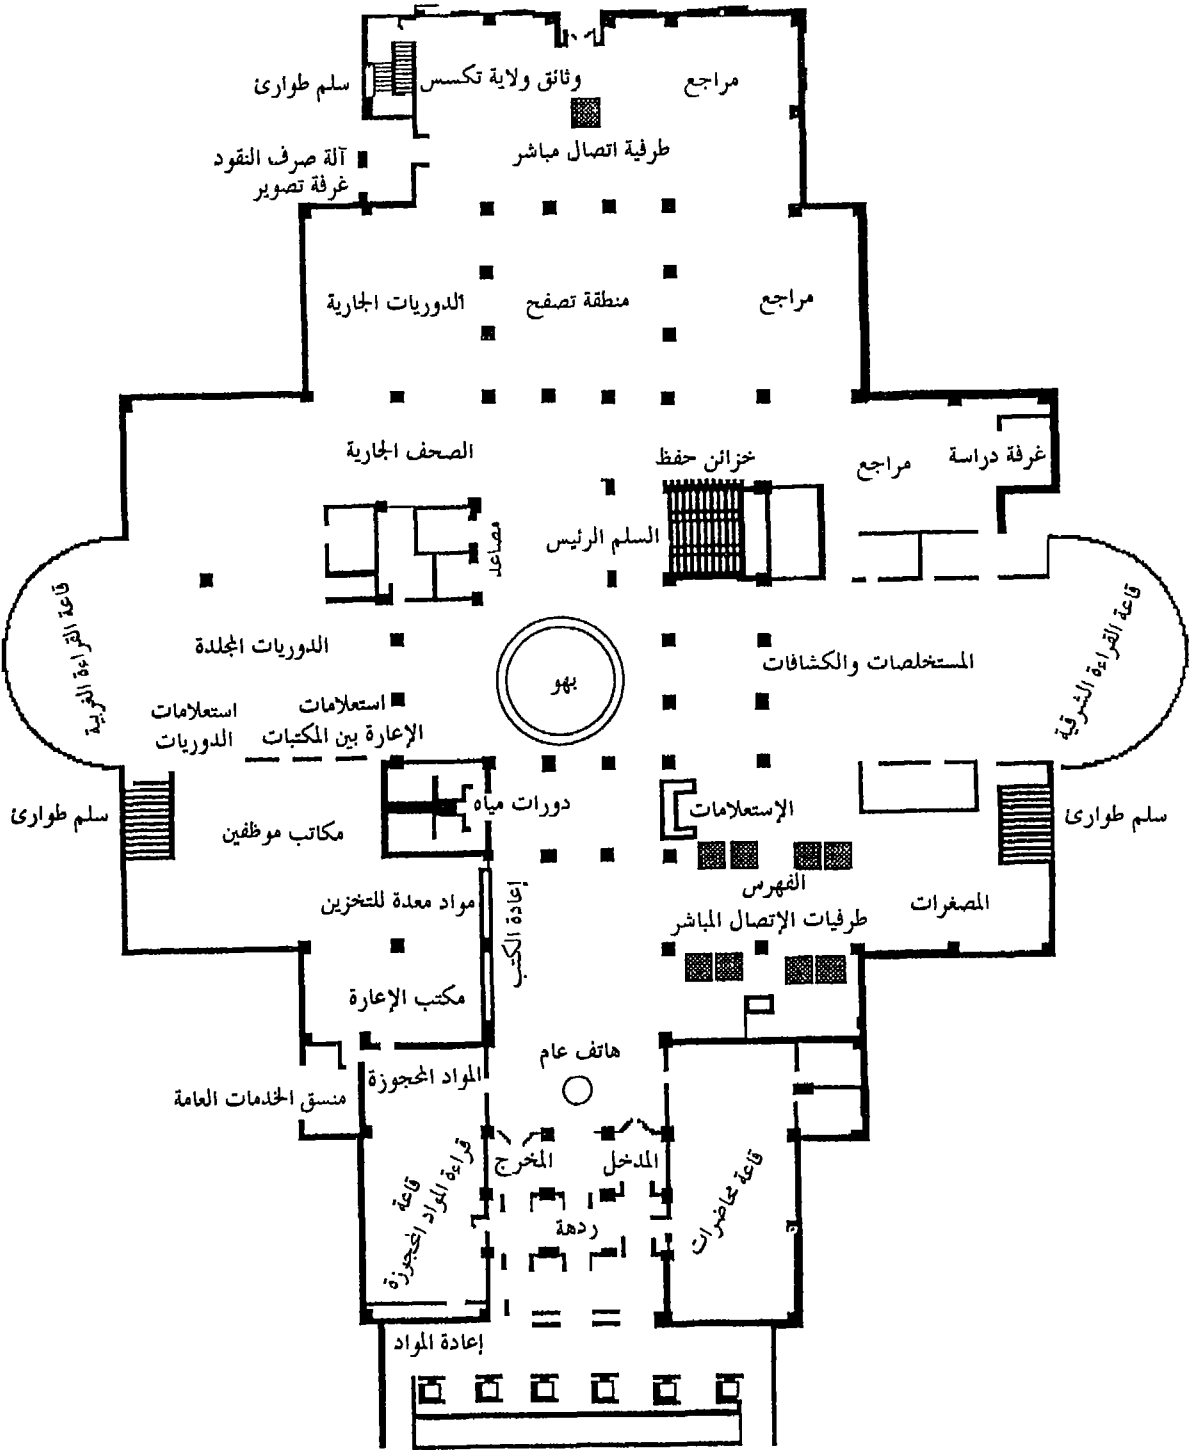 وثائق ولاية تكسس
مراجع
سلم طوارئ
طرفية اتصال مباشر
آلة صرف النقود
غرفة تصوير
مراجع
منطقة تصفح
الدوريات الجارية
غرفة دراسة
مراجع
خزائن حفظ
الصحف الجارية
السلم الرئيس
مصاعد
قاعة القراءة الشرقية
المستخلصات والكشافات
بهو
الدوريات المجلدة
قاعة القراءة الغربية
استعلامات
الإعارة بين المكتبات
استعلامات
الدوريات
سلم طوارئ
الإستعلامات
دورات مياه
مكاتب موظفين
سلم طوارئ
الفهرس
طرفيات الإتصال المباشر
المصغرات
إعادة الكتب
مواد معدة للتخزين
مكتب الإعارة
هاتف عام
المواد المحجوزة
منسق الخدمات العامة
المدخل
المخرج
قاعة محاضرات
ردهة
قاعة
قراءة المواد المحجوزة
إعادة المواد